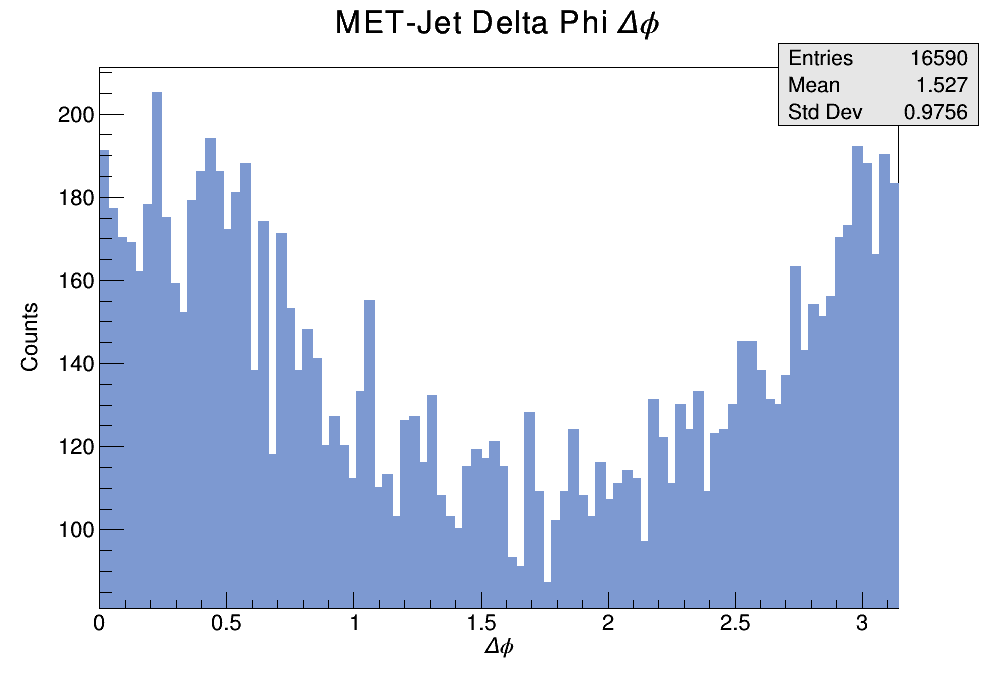 MET-Jet Delta Phi Δϕ
Entries 16590
Mean 1.527
Std Dev 0.9756
200
180
160
140
120
100
Counts
0 0.5 1 1.5 2 2.5 3
Δϕ